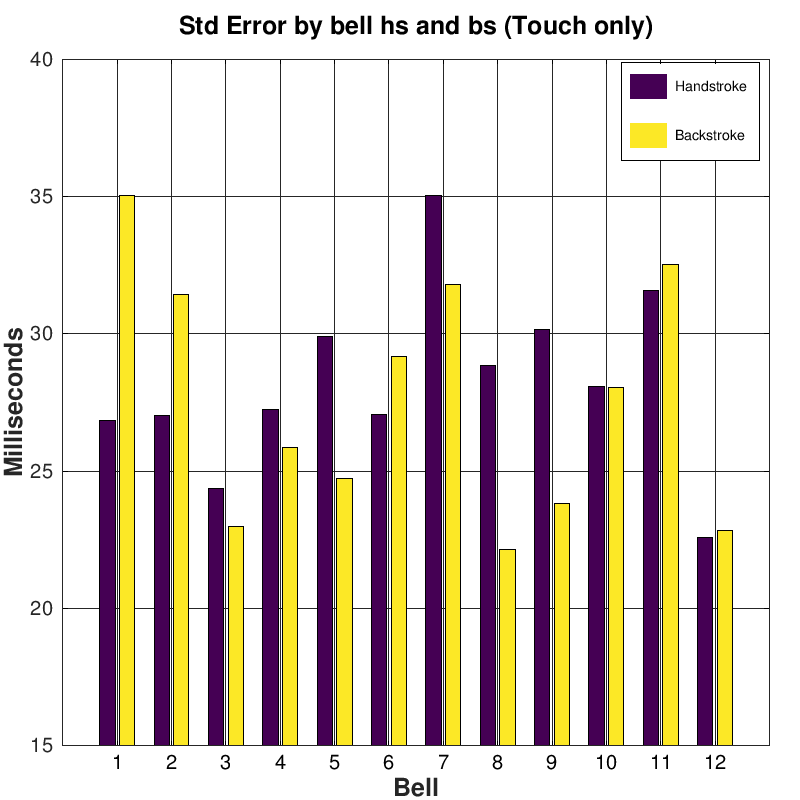 Std Error by bell hs and bs (Touch only)
Handstroke
Backstroke
40
35
30
25
20
15
Milliseconds
1 2 3 4 5 6 7 8 9 10 11 12
Bell